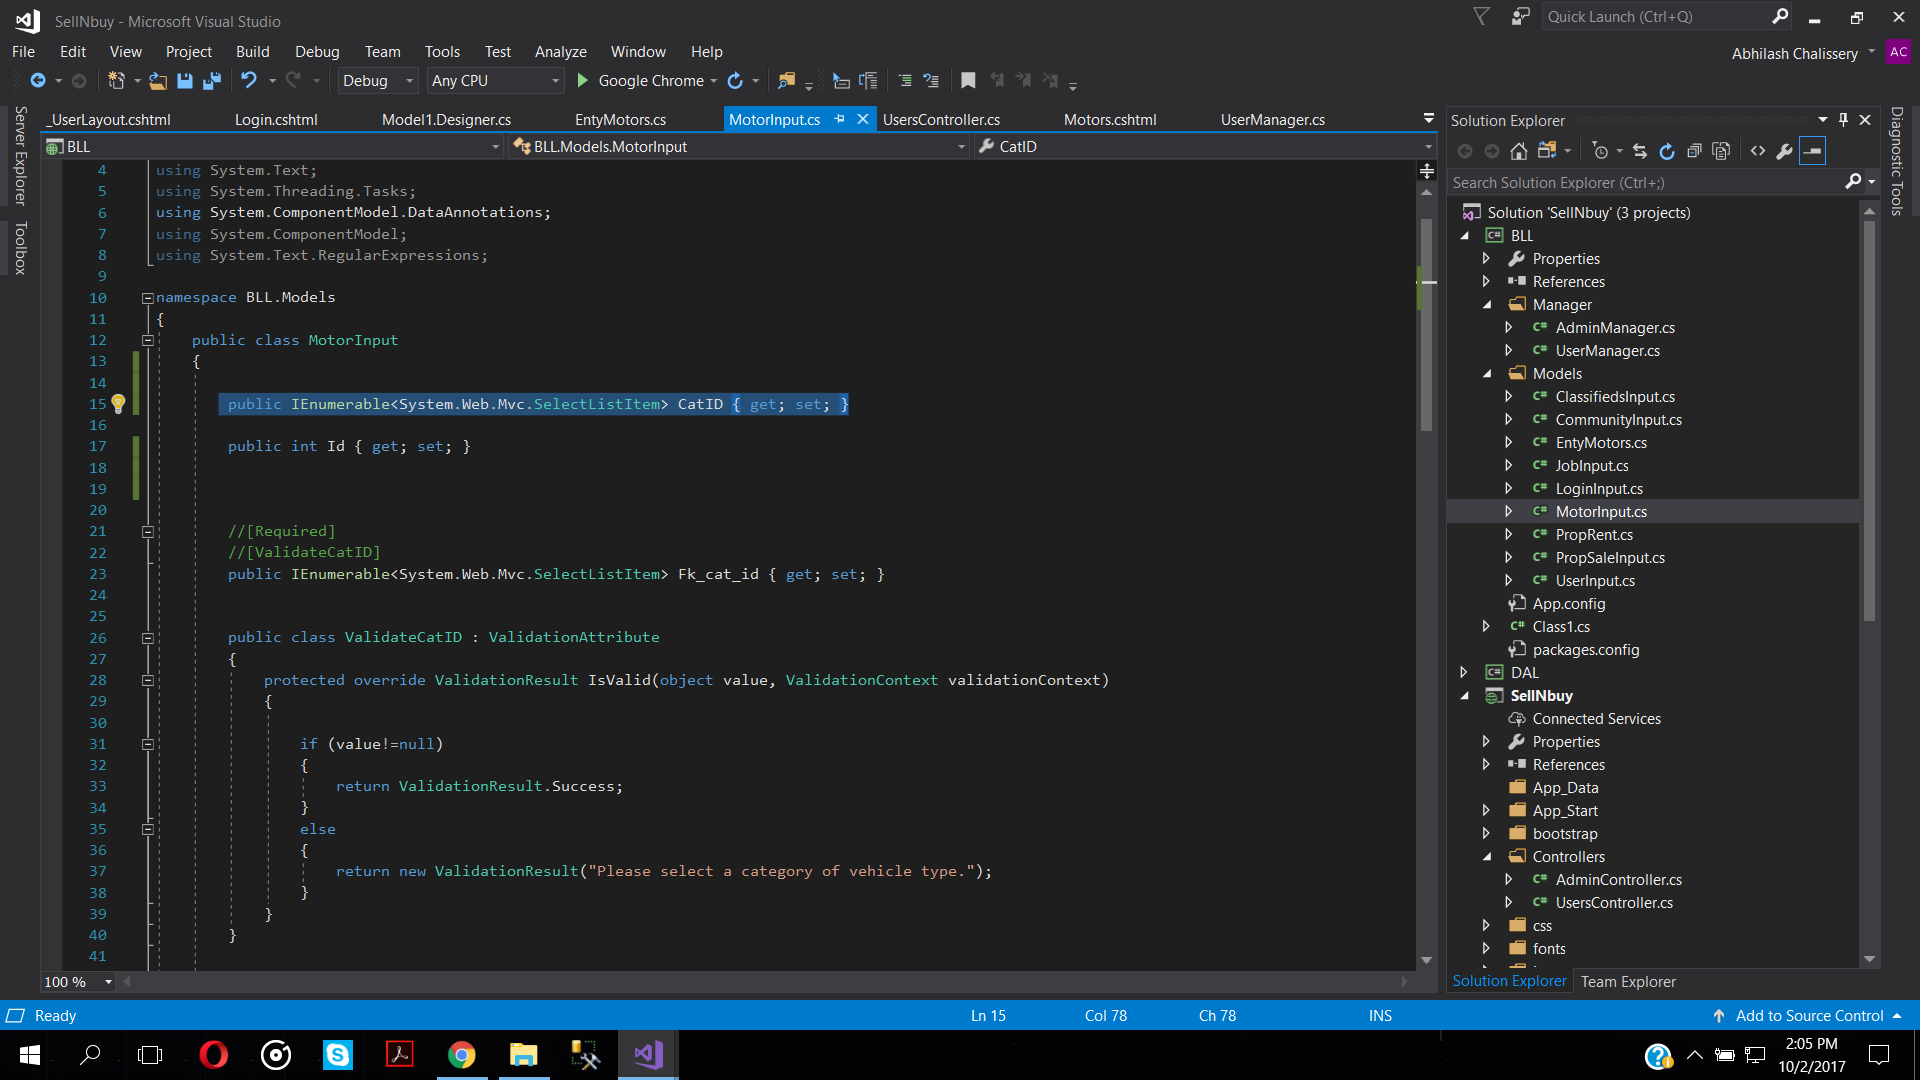 SellNbuy - Microsoft Visual Studio
Quick Launch (Ctrl+Q)
File Edit View Project Build Debug Team Tools Test Analyze Window Help
Abhilash Chalissery AC
Debug Any CPU Google Chrome
Server Explorer
Toolbox
_UserLayout.cshtml Login.cshtml Model1.Designer.cs EntyMotors.cs MotorInput.cs UsersController.cs Motors.cshtml UserManager.cs
BLL BLL.Models.MotorInput CatID
4 using System.Text;
5 using System.Threading.Tasks;
6 using System.ComponentModel.DataAnnotations;
7 using System.ComponentModel;
8 using System.Text.RegularExpressions;
9
10 namespace BLL.Models
11 {
12 public class MotorInput
13 {
14
15 public IEnumerable<System.Web.Mvc.SelectListItem> CatID { get; set; }
16
17 public int Id { get; set; }
18
19
20
21 //[Required]
22 //[ValidateCatID]
23 public IEnumerable<System.Web.Mvc.SelectListItem> Fk_cat_id { get; set; }
24
25
26 public class ValidateCatID : ValidationAttribute
27 {
28 protected override ValidationResult IsValid(object value, ValidationContext validationContext)
29 {
30
31 if (value!=null)
32 {
33 return ValidationResult.Success;
34 }
35 else
36 {
37 return new ValidationResult("Please select a category of vehicle type.");
38 }
39 }
40 }
41
100 %
Solution Explorer
Search Solution Explorer (Ctrl+;)
Solution 'SellNbuy' (3 projects)
C# BLL
Properties
References
Manager
C# AdminManager.cs
C# UserManager.cs
Models
C# ClassifiedsInput.cs
C# CommunityInput.cs
C# EntyMotors.cs
C# JobInput.cs
C# LoginInput.cs
C# MotorInput.cs
C# PropRent.cs
C# PropSaleInput.cs
C# UserInput.cs
App.config
C# Class1.cs
packages.config
C# DAL
SellNbuy
Connected Services
Properties
References
App_Data
App_Start
bootstrap
Controllers
C# AdminController.cs
C# UsersController.cs
css
fonts
Solution Explorer Team Explorer
Diagnostic Tools
Ready Ln 15 Col 78 Ch 78 INS Add to Source Control
2:05 PM
10/2/2017